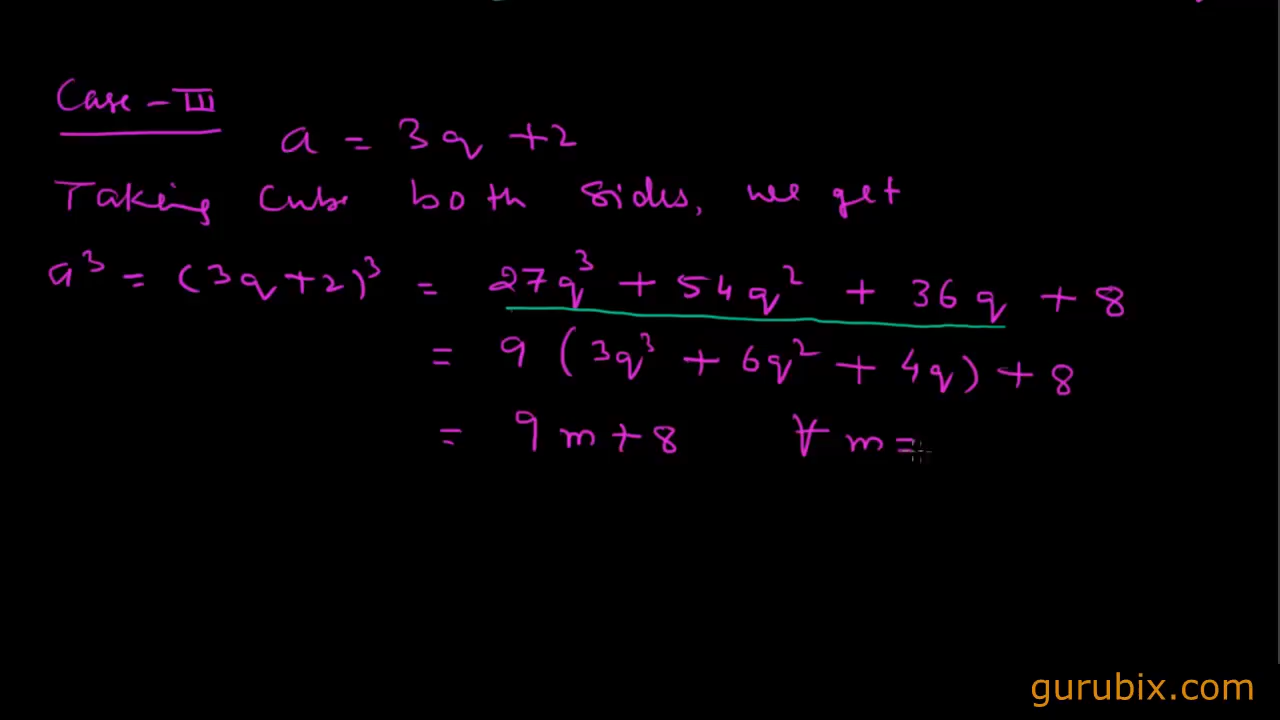 Case - III
a = 3q + 2
Taking Cube both sides, we get
a³ = (3q+2)³ = 27q³ + 54q² + 36q + 8
= 9 (3q³ + 6q² + 4q) + 8
= 9m + 8 ∀ m =
gurubix.com